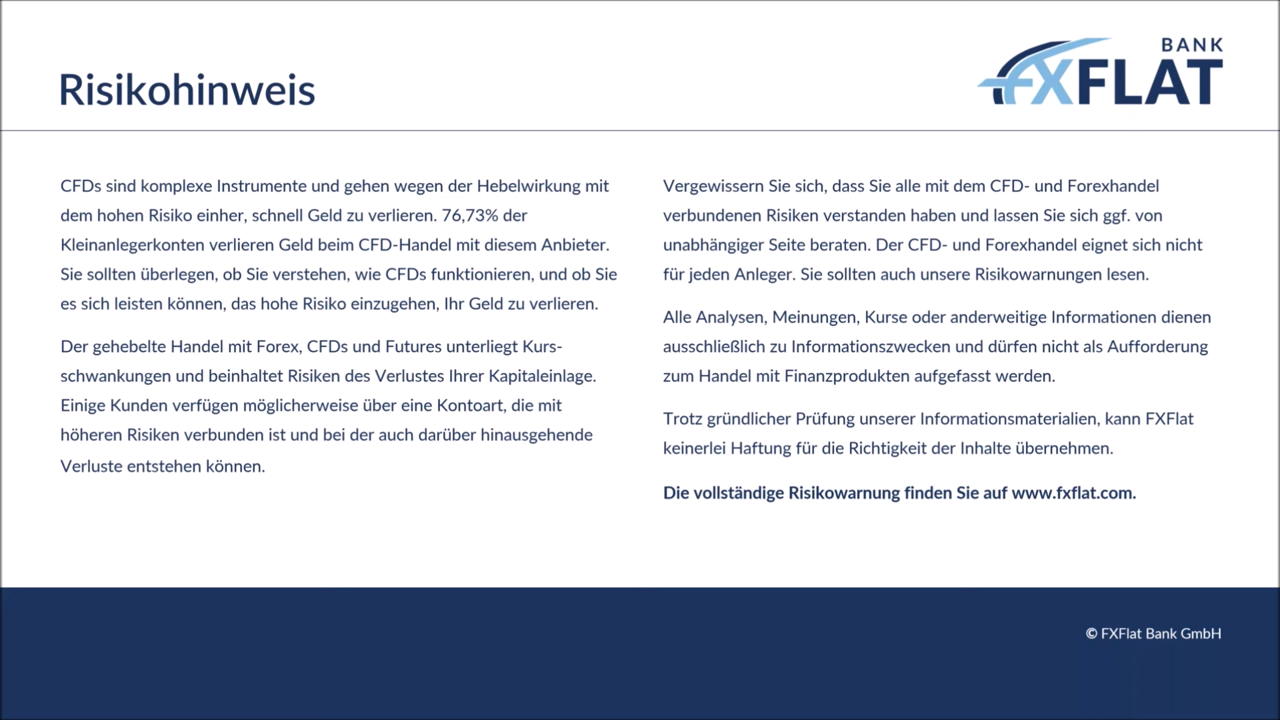 Risikohinweis
BANK
FXFLAT
CFDs sind komplexe Instrumente und gehen wegen der Hebelwirkung mit
dem hohen Risiko einher, schnell Geld zu verlieren. 76,73% der
Kleinanlegerkonten verlieren Geld beim CFD-Handel mit diesem Anbieter.
Sie sollten überlegen, ob Sie verstehen, wie CFDs funktionieren, und ob Sie
es sich leisten können, das hohe Risiko einzugehen, Ihr Geld zu verlieren.
Der gehebelte Handel mit Forex, CFDs und Futures unterliegt Kurs-
schwankungen und beinhaltet Risiken des Verlustes Ihrer Kapitaleinlage.
Einige Kunden verfügen möglicherweise über eine Kontoart, die mit
höheren Risiken verbunden ist und bei der auch darüber hinausgehende
Verluste entstehen können.
Vergewissern Sie sich, dass Sie alle mit dem CFD- und Forexhandel
verbundenen Risiken verstanden haben und lassen Sie sich ggf. von
unabhängiger Seite beraten. Der CFD- und Forexhandel eignet sich nicht
für jeden Anleger. Sie sollten auch unsere Risikowarnungen lesen.
Alle Analysen, Meinungen, Kurse oder anderweitige Informationen dienen
ausschließlich zu Informationszwecken und dürfen nicht als Aufforderung
zum Handel mit Finanzprodukten aufgefasst werden.
Trotz gründlicher Prüfung unserer Informationsmaterialien, kann FXFlat
keinerlei Haftung für die Richtigkeit der Inhalte übernehmen.
Die vollständige Risikowarnung finden Sie auf www.fxflat.com.
© FXFlat Bank GmbH